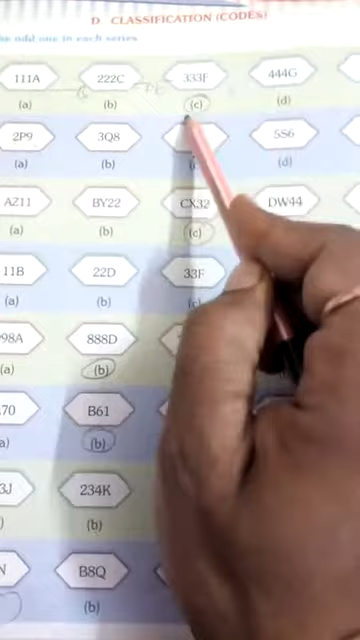 D CLASSIFICATION (CODES)
he odd one in each series
111A 222C 333F 444G
(a) (b) (c) (d)
2P9 3Q8 5S6
(a) (b) (d)
AZ11 BY22 CX32 DW44
(a) (b) (c)
11B 22D 33F
(a) (b) (c)
98A 888D
(a) (b)
70 B61
a) (b)
3J 234K
) (b)
N B8Q
(b)